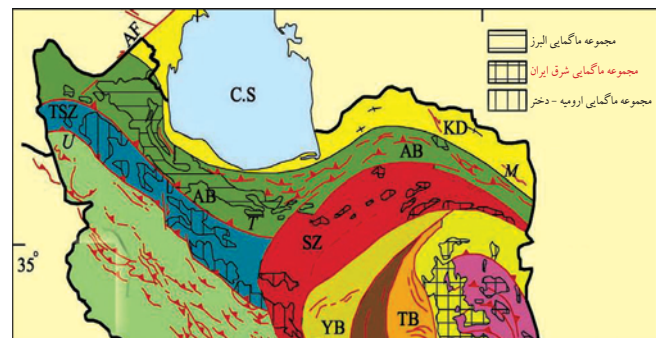 AF
C.S
مجموعه ماگمایی البرز
مجموعه ماگمایی شرق ایران
مجموعه ماگمایی ارومیه - دختر
TSZ
U
KD
AB
M
AB
T
SZ
35°
YB
TB